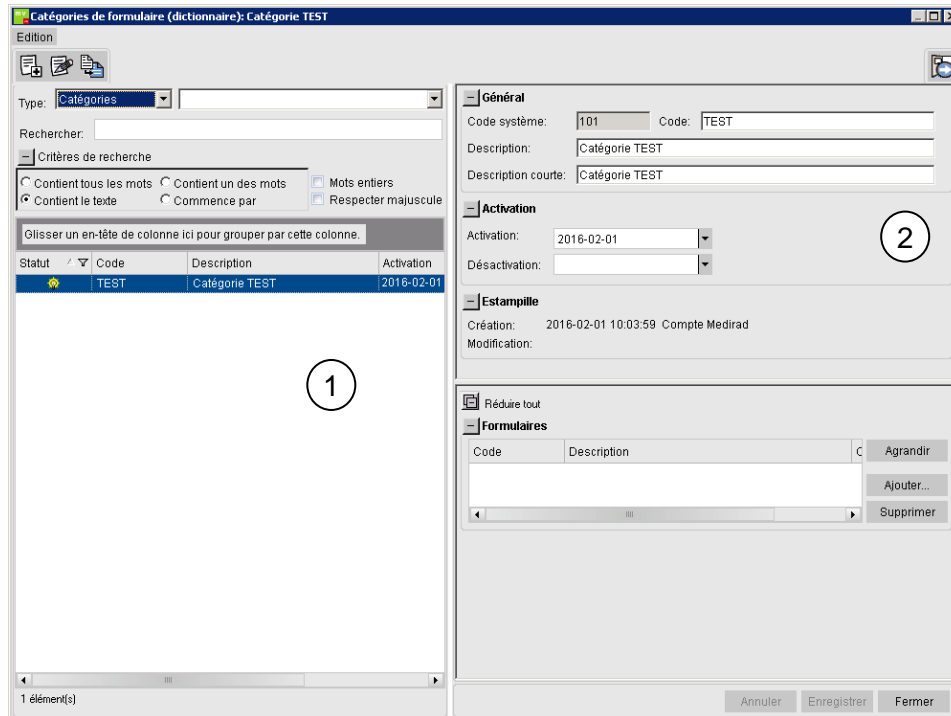 Catégories de formulaire (dictionnaire): Catégorie TEST
Edition
Type: Catégories
Rechercher:
Critères de recherche
Contient tous les mots Contient un des mots Mots entiers
Contient le texte Commence par Respecter majuscule
Glisser un en-tête de colonne ici pour grouper par cette colonne.
Statut Code Description Activation
TEST Catégorie TEST 2016-02-01
1
1 élément(s)
Général
Code système: 101 Code: TEST
Description: Catégorie TEST
Description courte: Catégorie TEST
Activation
Activation: 2016-02-01
Désactivation:
2
Estampille
Création: 2016-02-01 10:03:59 Compte Medirad
Modification:
Réduire tout
Formulaires
Code Description C
Agrandir
Ajouter...
Supprimer
Annuler Enregistrer Fermer